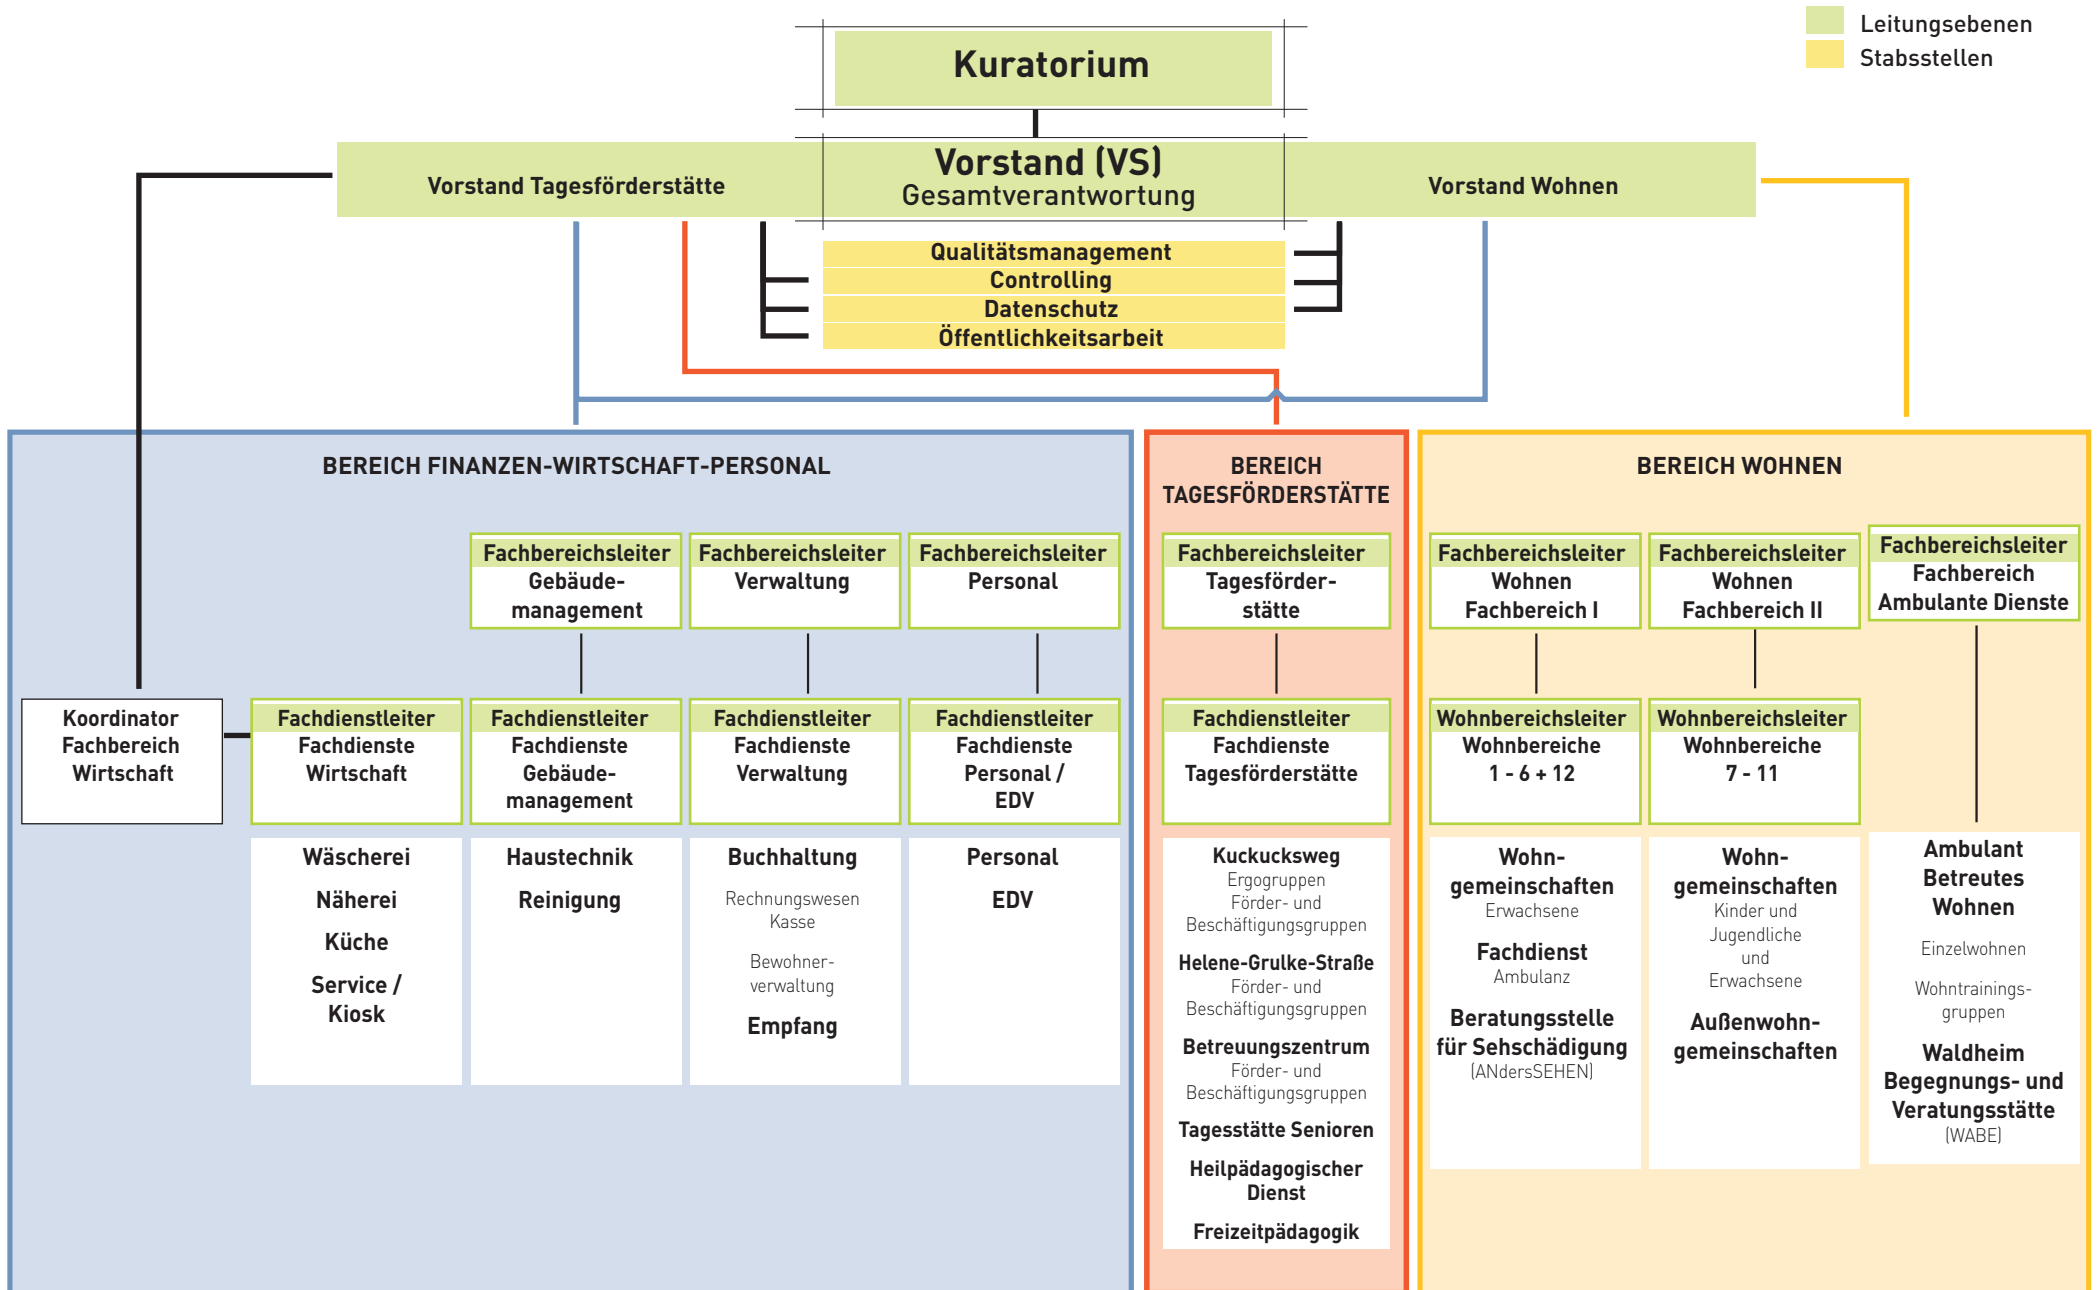 Leitungsebenen
Stabsstellen
Kuratorium
Vorstand Tagesförderstätte
Vorstand (VS)
Gesamtverantwortung
Vorstand Wohnen
Qualitätsmanagement
Controlling
Datenschutz
Öffentlichkeitsarbeit
BEREICH FINANZEN-WIRTSCHAFT-PERSONAL
Fachbereichsleiter
Gebäude-
management
Fachbereichsleiter
Verwaltung
Fachbereichsleiter
Personal
Koordinator
Fachbereich
Wirtschaft
Fachdienstleiter
Fachdienste
Wirtschaft
Fachdienstleiter
Fachdienste
Gebäude-
management
Fachdienstleiter
Fachdienste
Verwaltung
Fachdienstleiter
Fachdienste
Personal /
EDV
Wäscherei
Näherei
Küche
Service /
Kiosk
Haustechnik
Reinigung
Buchhaltung
Rechnungswesen
Kasse
Bewohner-
verwaltung
Empfang
Personal
EDV
BEREICH
TAGESFÖRDERSTÄTTE
Fachbereichsleiter
Tagesförder-
stätte
Fachdienstleiter
Fachdienste
Tagesförderstätte
Kuckucksweg
Ergogruppen
Förder- und
Beschäftigungsgruppen
Helene-Grulke-Straße
Förder- und
Beschäftigungsgruppen
Betreuungszentrum
Förder- und
Beschäftigungsgruppen
Tagesstätte Senioren
Heilpädagogischer
Dienst
Freizeitpädagogik
BEREICH WOHNEN
Fachbereichsleiter
Wohnen
Fachbereich I
Fachbereichsleiter
Wohnen
Fachbereich II
Fachbereichsleiter
Fachbereich
Ambulante Dienste
Wohnbereichsleiter
Wohnbereiche
1 - 6 + 12
Wohnbereichsleiter
Wohnbereiche
7 - 11
Wohn-
gemeinschaften
Erwachsene
Fachdienst
Ambulanz
Beratungsstelle
für Sehschädigung
(ANdersSEHEN)
Wohn-
gemeinschaften
Kinder und
Jugendliche
und
Erwachsene
Außenwohn-
gemeinschaften
Ambulant
Betreutes
Wohnen
Einzelwohnen
Wohntrainings-
gruppen
Waldheim
Begegnungs- und
Veratungsstätte
(WABE)